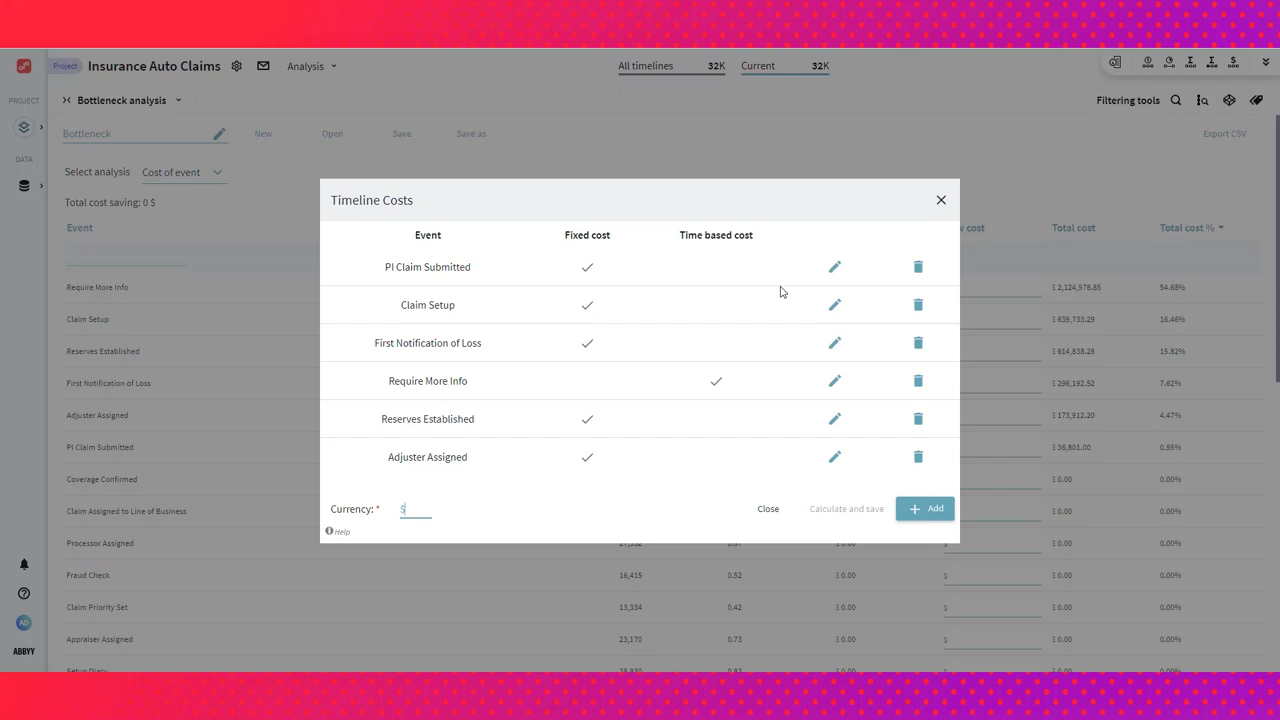 Project Insurance Auto Claims Analysis All timelines 32K Current 32K
PROJECT
Bottleneck analysis Filtering tools
Bottleneck New Open Save Save as Export CSV
DATA
Select analysis Cost of event
Total cost saving: 0 $
Event cost Total cost Total cost %
Require More Info $ 2,124,978.85 54.68%
Claim Setup $ 639,733.29 16.46%
Reserves Established $ 614,838.28 15.82%
First Notification of Loss $ 296,192.52 7.62%
Adjuster Assigned $ 173,912.20 4.47%
PI Claim Submitted $ 36,801.00 0.95%
Coverage Confirmed $ 0.00 0.00%
Claim Assigned to Line of Business $ 0.00 0.00%
Processor Assigned $ 0.00 $ $ 0.00 0.00%
Fraud Check 16,415 0.52 $ 0.00 $ $ 0.00 0.00%
Claim Priority Set 13,334 0.42 $ 0.00 $ $ 0.00 0.00%
Appraiser Assigned 23,170 0.73 $ 0.00 $ $ 0.00 0.00%
AD
ABBYY
Timeline Costs
Event Fixed cost Time based cost
PI Claim Submitted
Claim Setup
First Notification of Loss
Require More Info
Reserves Established
Adjuster Assigned
Currency: * $ Close Calculate and save + Add
Help